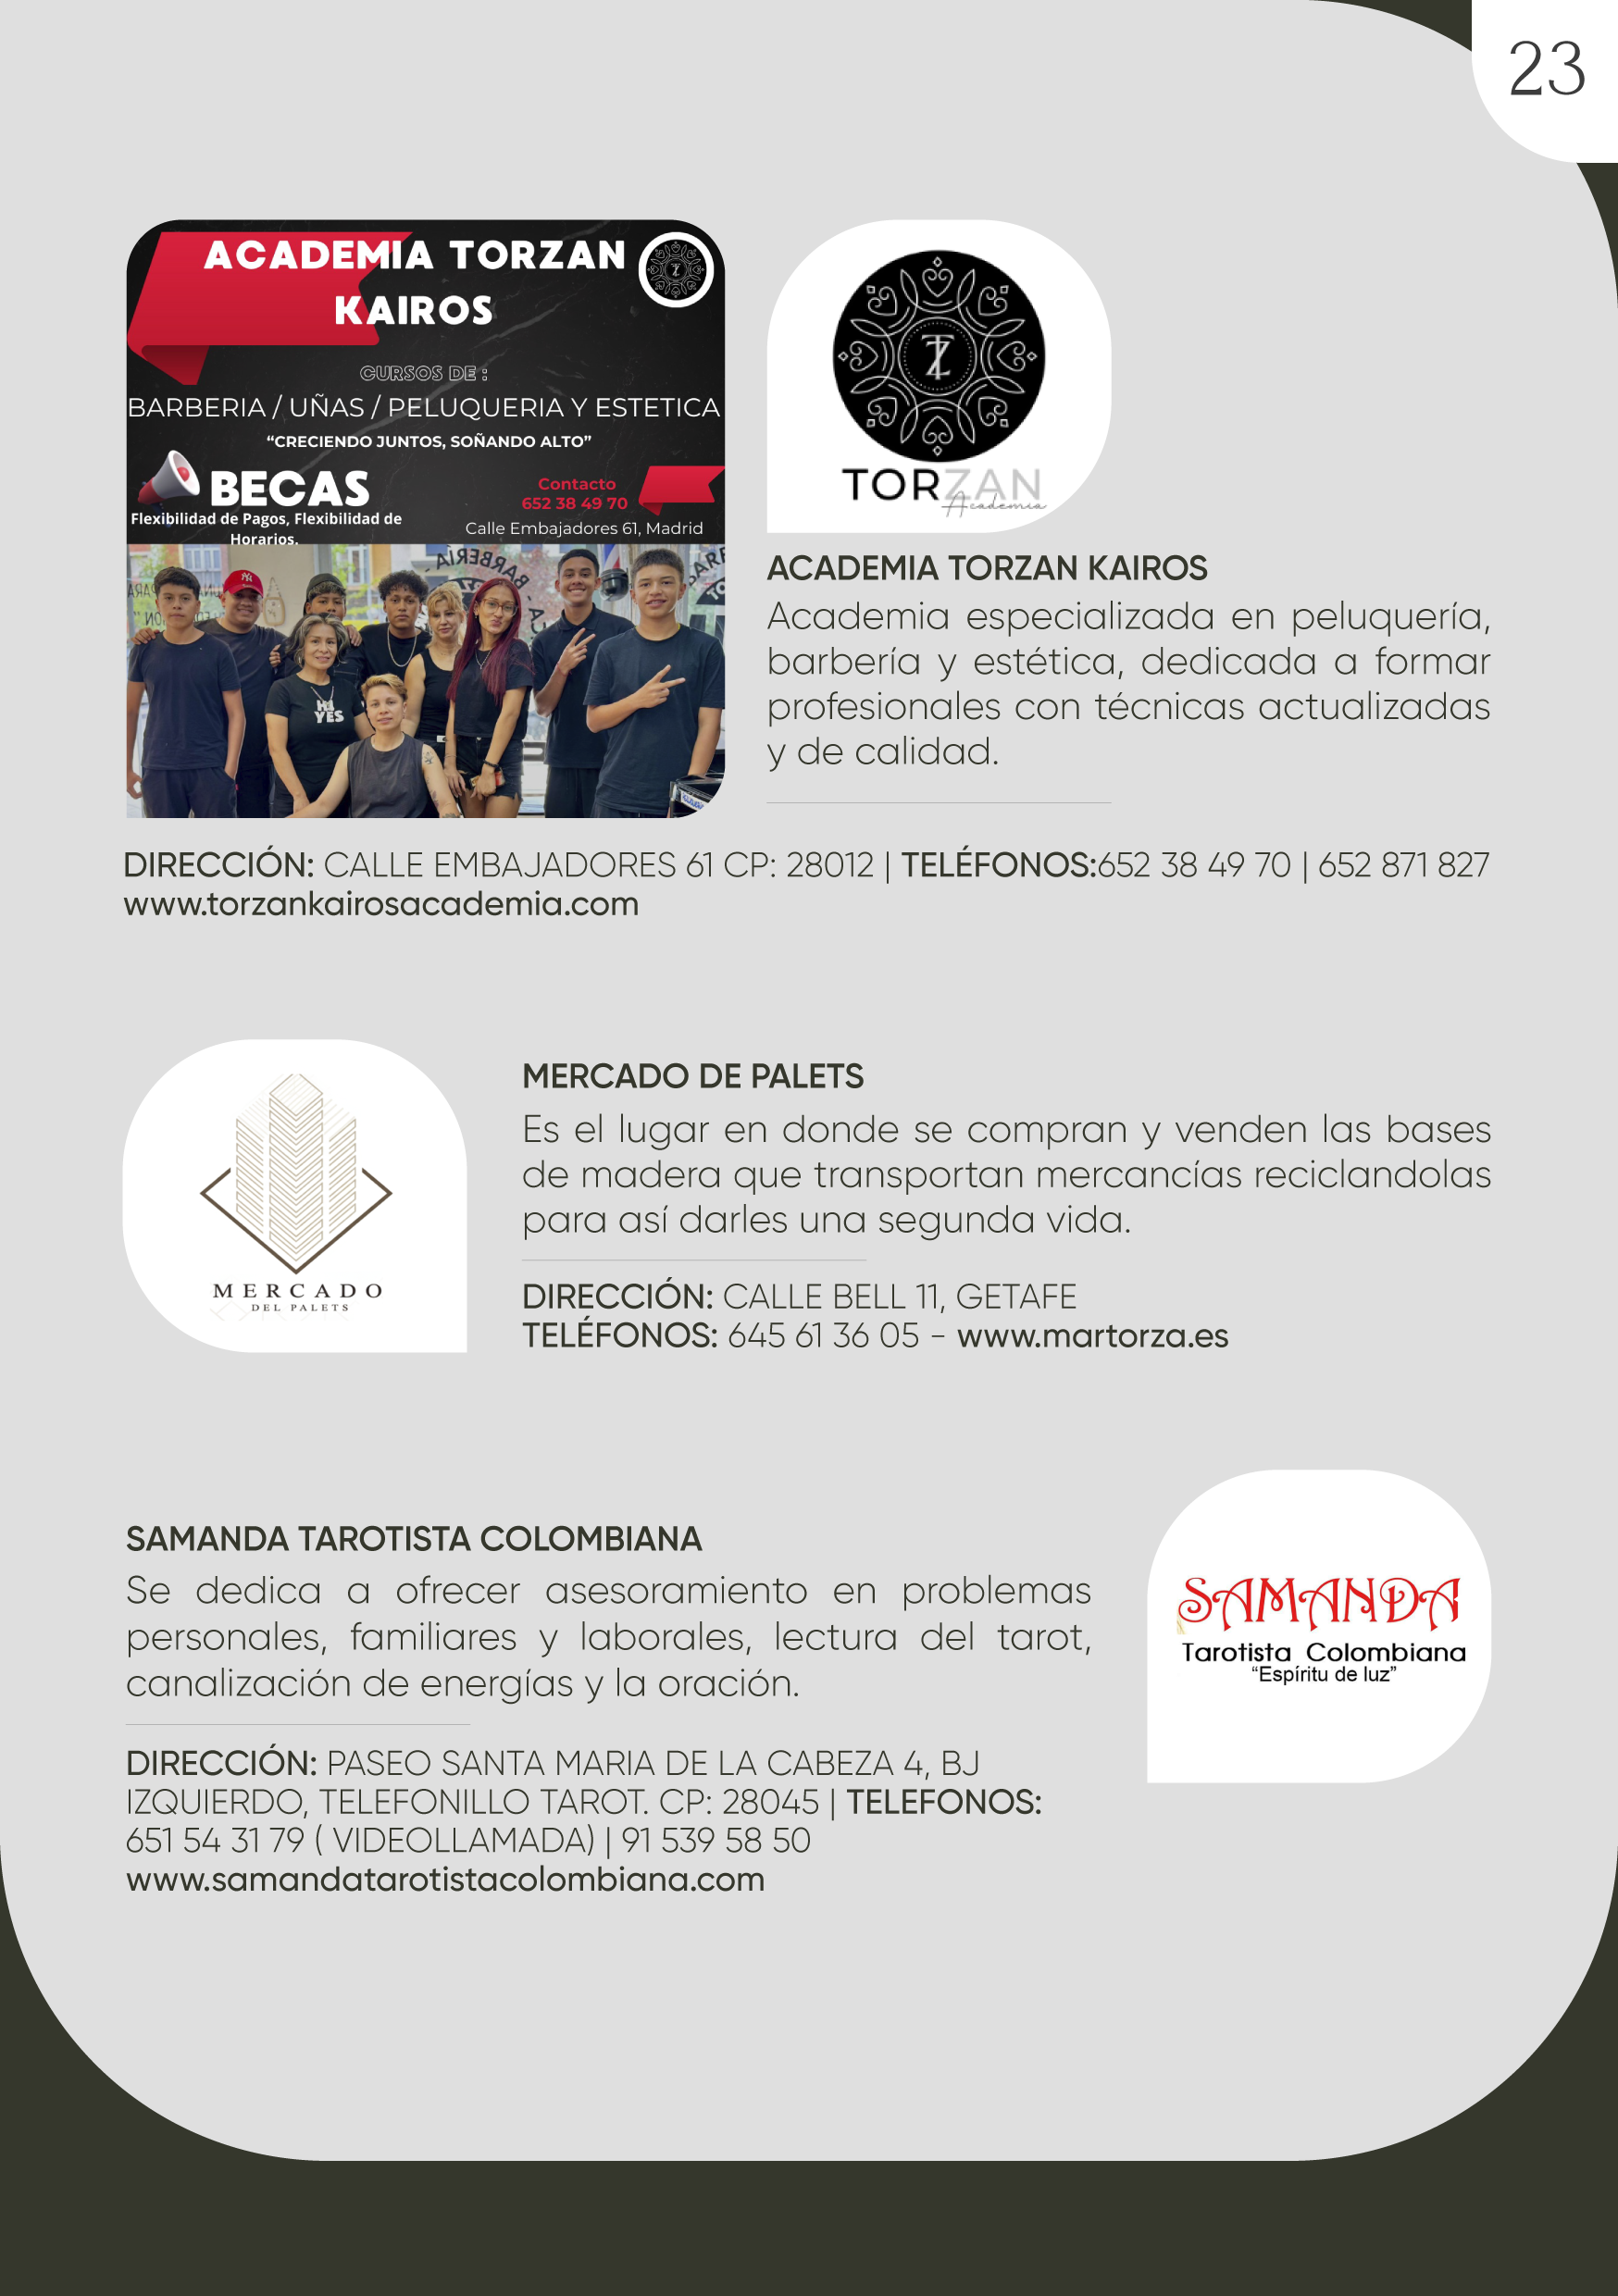 23
ACADEMIA TORZAN
KAIROS
CURSOS DE :
BARBERIA / UÑAS / PELUQUERIA Y ESTETICA
“CRECIENDO JUNTOS, SOÑANDO ALTO”
BECAS
Flexibilidad de Pagos, Flexibilidad de
Horarios.
Contacto
652 38 49 70
Calle Embajadores 61, Madrid
BARBERÍA
YES
TORZAN
Academia
ACADEMIA TORZAN KAIROS
Academia especializada en peluquería,
barbería y estética, dedicada a formar
profesionales con técnicas actualizadas
y de calidad.
DIRECCIÓN: CALLE EMBAJADORES 61 CP: 28012 | TELÉFONOS:652 38 49 70 | 652 871 827
www.torzankairosacademia.com
MERCADO
DEL PALETS
MERCADO DE PALETS
Es el lugar en donde se compran y venden las bases
de madera que transportan mercancías reciclandolas
para así darles una segunda vida.
DIRECCIÓN: CALLE BELL 11, GETAFE
TELÉFONOS: 645 61 36 05 - www.martorza.es
SAMANDA TAROTISTA COLOMBIANA
Se dedica a ofrecer asesoramiento en problemas
personales, familiares y laborales, lectura del tarot,
canalización de energías y la oración.
DIRECCIÓN: PASEO SANTA MARIA DE LA CABEZA 4, BJ
IZQUIERDO, TELEFONILLO TAROT. CP: 28045 | TELEFONOS:
651 54 31 79 ( VIDEOLLAMADA) | 91 539 58 50
www.samandatarotistacolombiana.com
SAMANDA
Tarotista Colombiana
“Espíritu de luz”